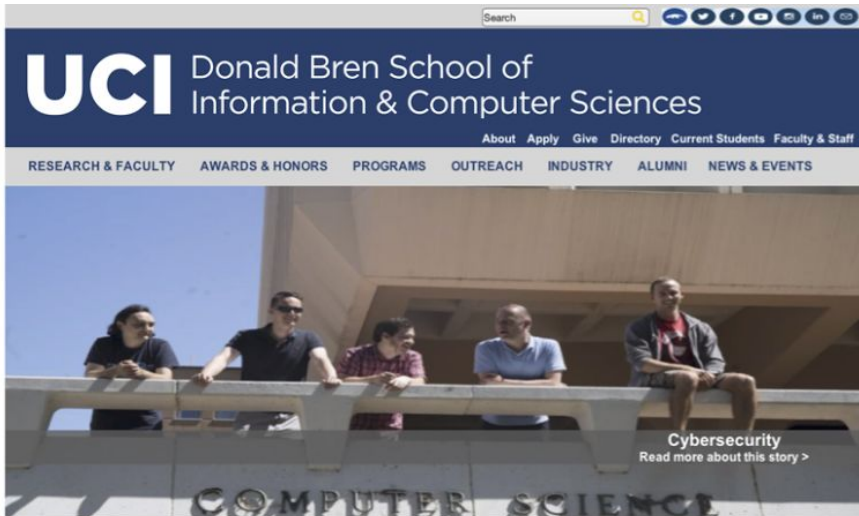 Search
UCI
Donald Bren School of
Information & Computer Sciences
About Apply Give Directory Current Students Faculty & Staff
RESEARCH & FACULTY AWARDS & HONORS PROGRAMS OUTREACH INDUSTRY ALUMNI NEWS & EVENTS
Cybersecurity
Read more about this story >
COMPUTER SCIENCE